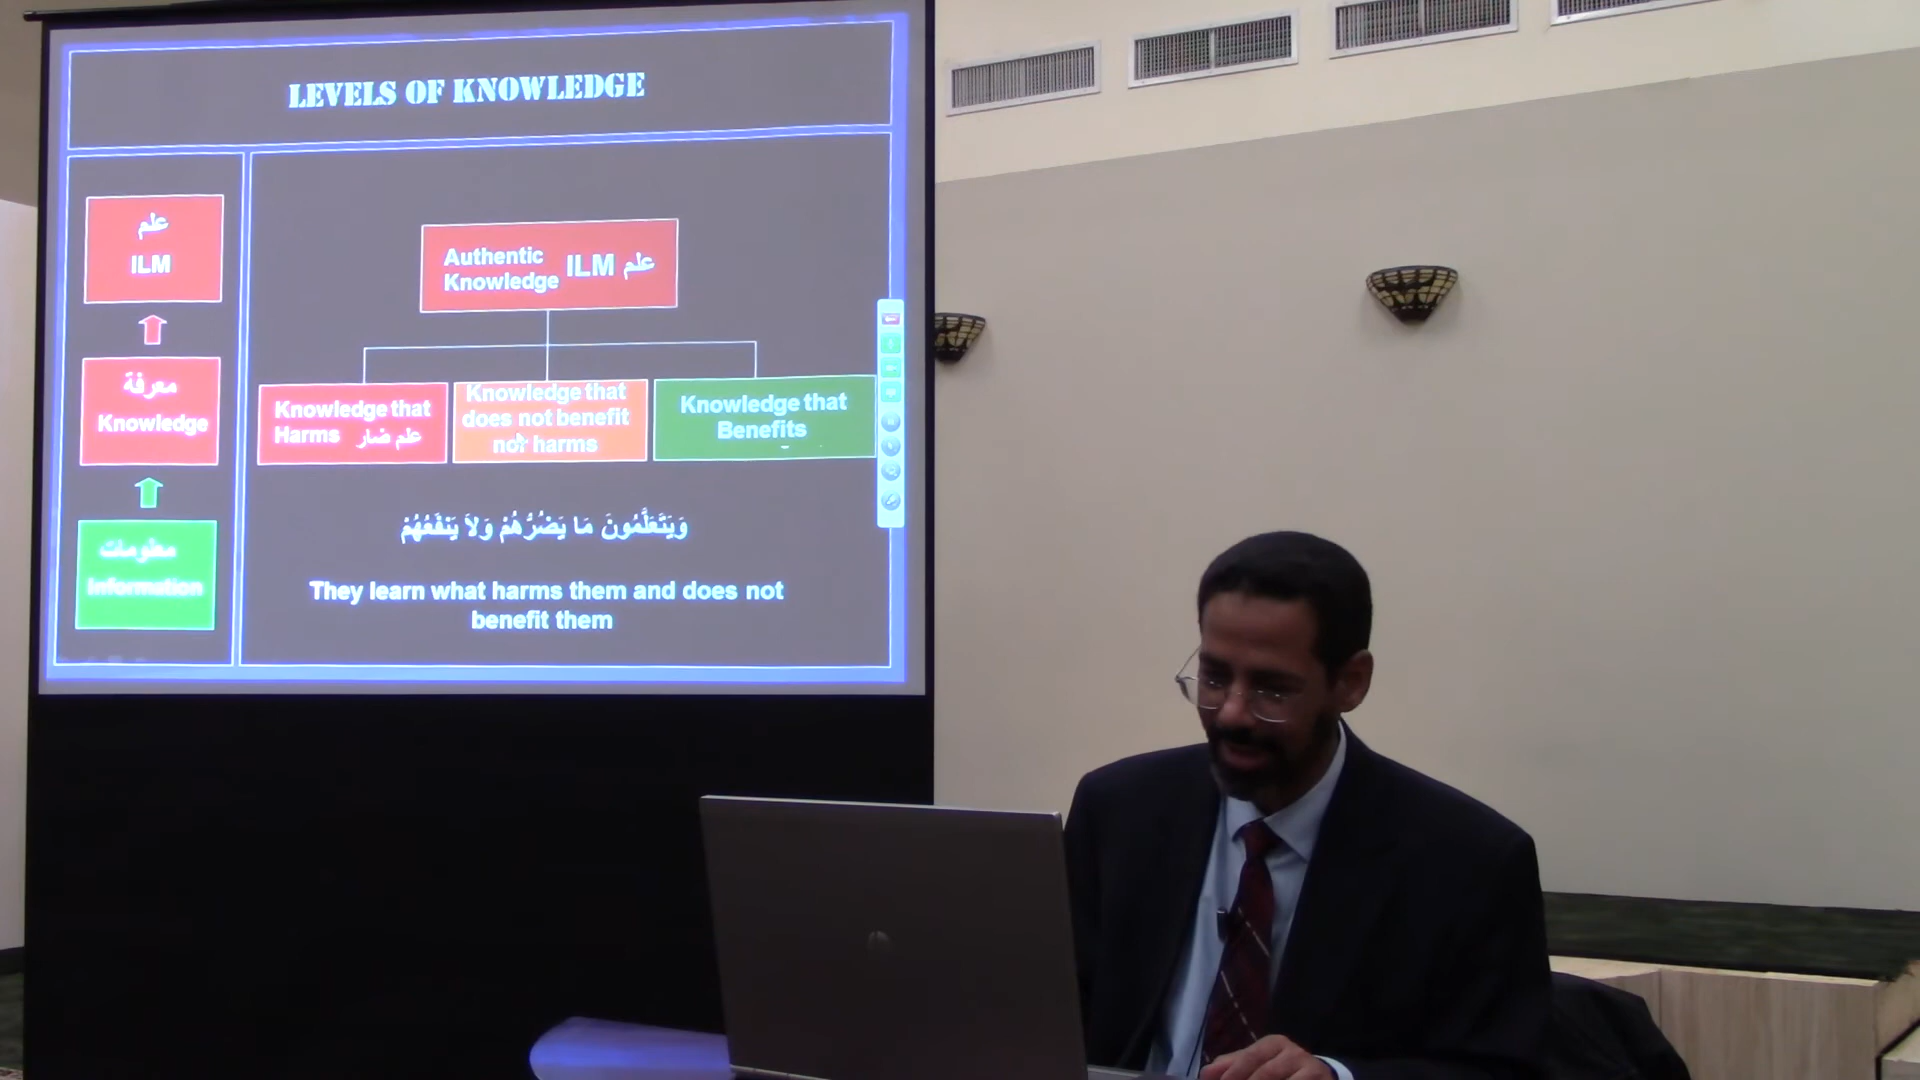 LEVELS OF KNOWLEDGE
علم
ILM
معرفة
Knowledge
معلومات
Information
Authentic
Knowledge
ILM علم
Knowledge that
Harms علم ضار
Knowledge that
does not benefit
nor harms
Knowledge that
Benefits
وَيَتَعَلَّمُونَ مَا يَضُرُّهُمْ وَلاَ يَنْفَعُهُمْ
They learn what harms them and does not
benefit them